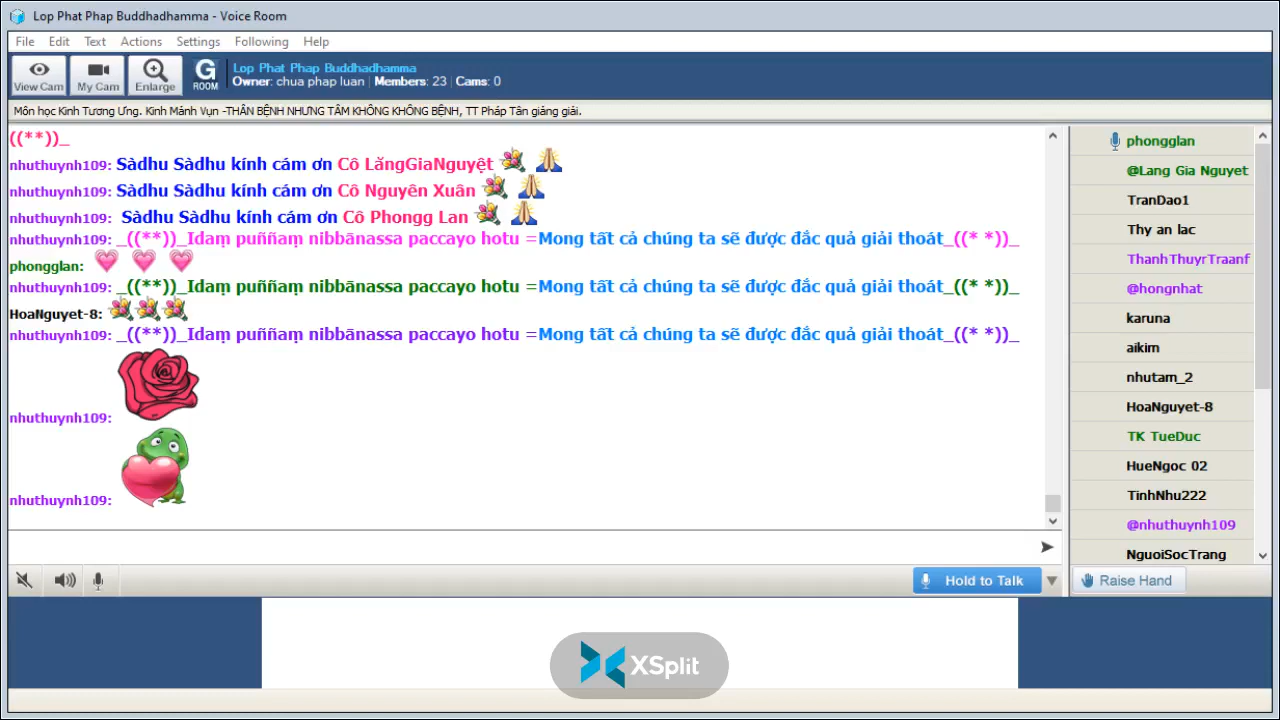 Lop Phat Phap Buddhadhamma - Voice Room
File Edit Text Actions Settings Following Help
View Cam My Cam Enlarge G ROOM
Lop Phat Phap Buddhadhamma
Owner: chua phap luan | Members: 23 | Cams: 0
Môn học Kinh Tương Ưng. Kinh Mánh Vụn -THÂN BỆNH NHƯNG TÂM KHÔNG KHÔNG BỆNH, TT Pháp Tân giảng giải.
((**))_
nhuthuynh109: Sàdhu Sàdhu kính cám ơn Cô LăngGiaNguyệt
nhuthuynh109: Sàdhu Sàdhu kính cám ơn Cô Nguyên Xuân
nhuthuynh109: Sàdhu Sàdhu kính cám ơn Cô Phongg Lan
nhuthuynh109: _((**))_Idaṃ puññaṃ nibbānassa paccayo hotu =Mong tất cả chúng ta sẽ được đắc quả giải thoát_((* *))_
phongglan:
nhuthuynh109: _((**))_Idaṃ puññaṃ nibbānassa paccayo hotu =Mong tất cả chúng ta sẽ được đắc quả giải thoát_((* *))_
HoaNguyet-8:
nhuthuynh109: _((**))_Idaṃ puññaṃ nibbānassa paccayo hotu =Mong tất cả chúng ta sẽ được đắc quả giải thoát_((* *))_
nhuthuynh109:
nhuthuynh109:
phongglan
@Lang Gia Nguyet
TranDao1
Thy an lac
ThanhThuyrTraanf
@hongnhat
karuna
aikim
nhutam_2
HoaNguyet-8
TK TueDuc
HueNgoc 02
TinhNhu222
@nhuthuynh109
NguoiSocTrang
Hold to Talk
Raise Hand
XSplit